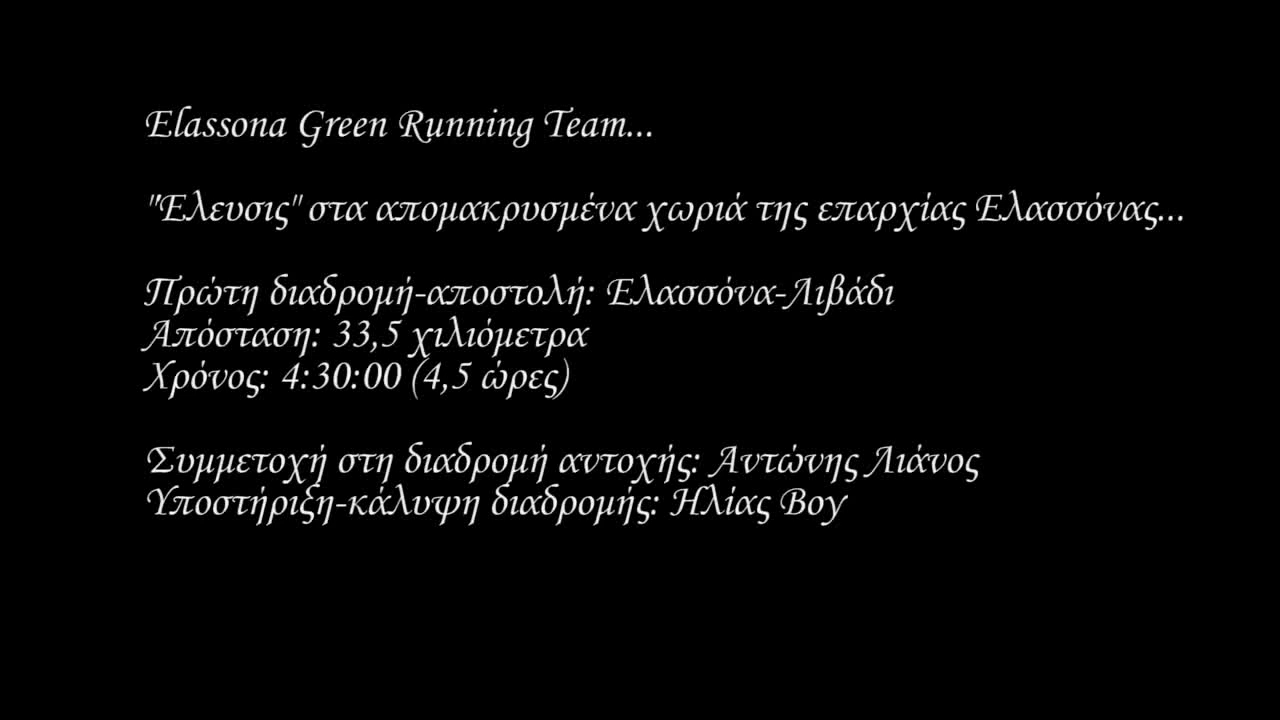 Elassona Green Running Team...
"Έλευσις" στα απομακρυσμένα χωριά της επαρχίας Ελασσόνας...
Πρώτη διαδρομή-αποστολή: Ελασσόνα-Λιβάδι
Απόσταση: 33,5 χιλιόμετρα
Χρόνος: 4:30:00 (4,5 ώρες)
Συμμετοχή στη διαδρομή αντοχής: Αντώνης Λιάνος
Υποστήριξη-κάλυψη διαδρομής: Ηλίας Βογ